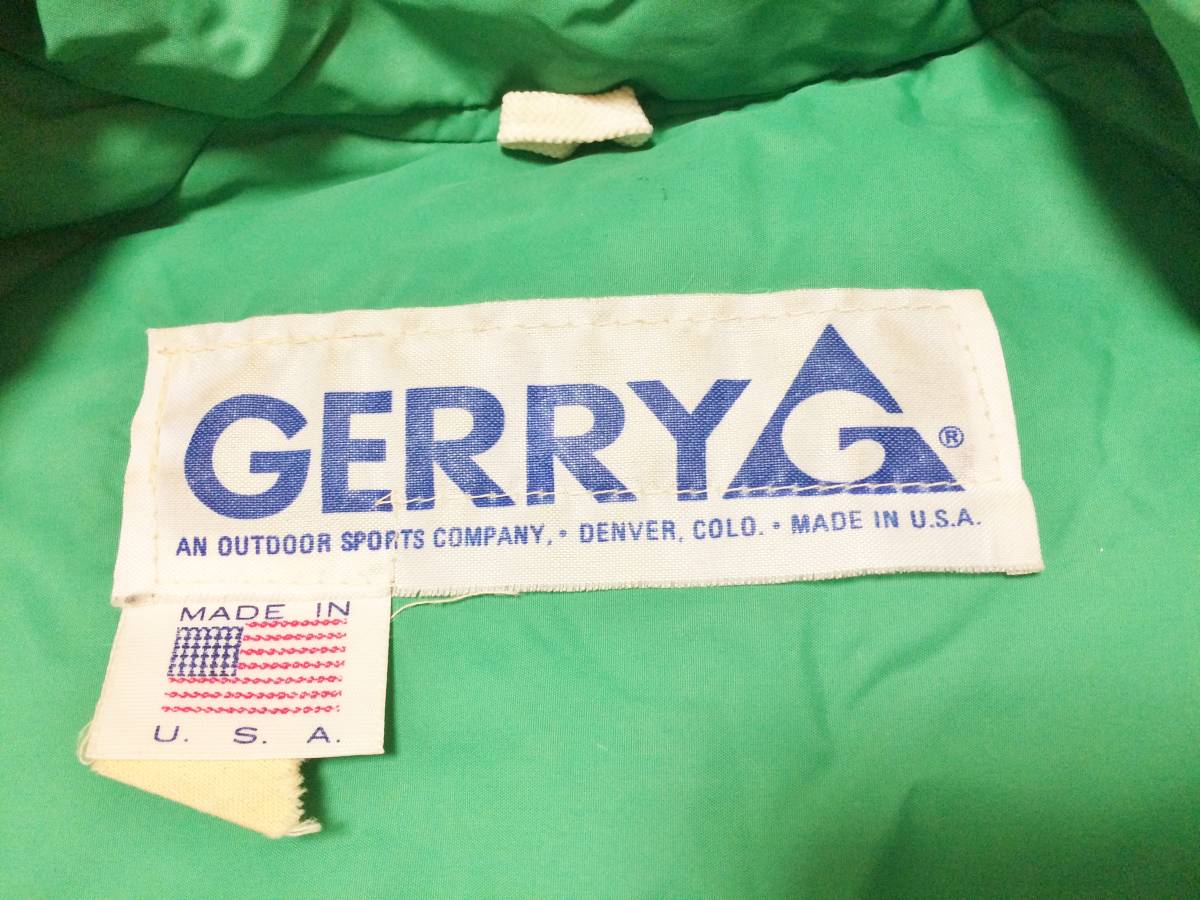 GERRY G ®
AN OUTDOOR SPORTS COMPANY, • DENVER, COLO. • MADE IN U.S.A.
MADE IN
U. S. A.